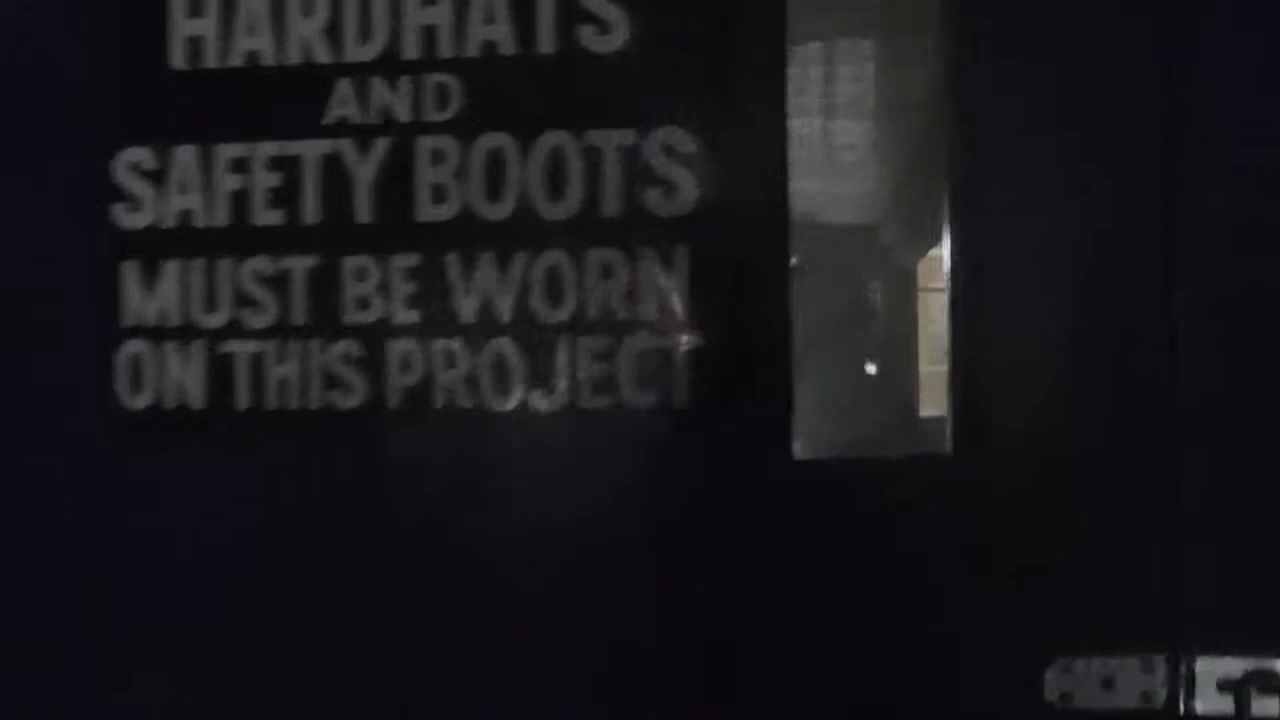 HARDHATS
AND
SAFETY BOOTS
MUST BE WORN
ON THIS PROJECT